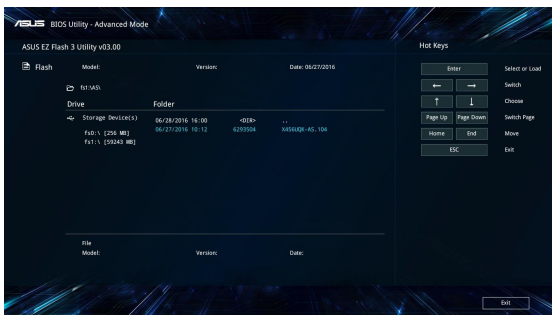 ASUS BIOS Utility - Advanced Mode
ASUS EZ Flash 3 Utility v03.00
Flash Model: Version: Date: 06/27/2016
fs1:\AS\
Drive Folder
Storage Device(s)
fs0:\ [256 MB]
fs1:\ [59243 MB]
06/28/2016 16:00 <DIR> ..
06/27/2016 10:12 6293504 X456UQK-AS.104
File
Model: Version: Date:
Hot Keys
Enter Select or Load
← → Switch
↑ ↓ Choose
Page Up Page Down Switch Page
Home End Move
ESC Exit
Exit